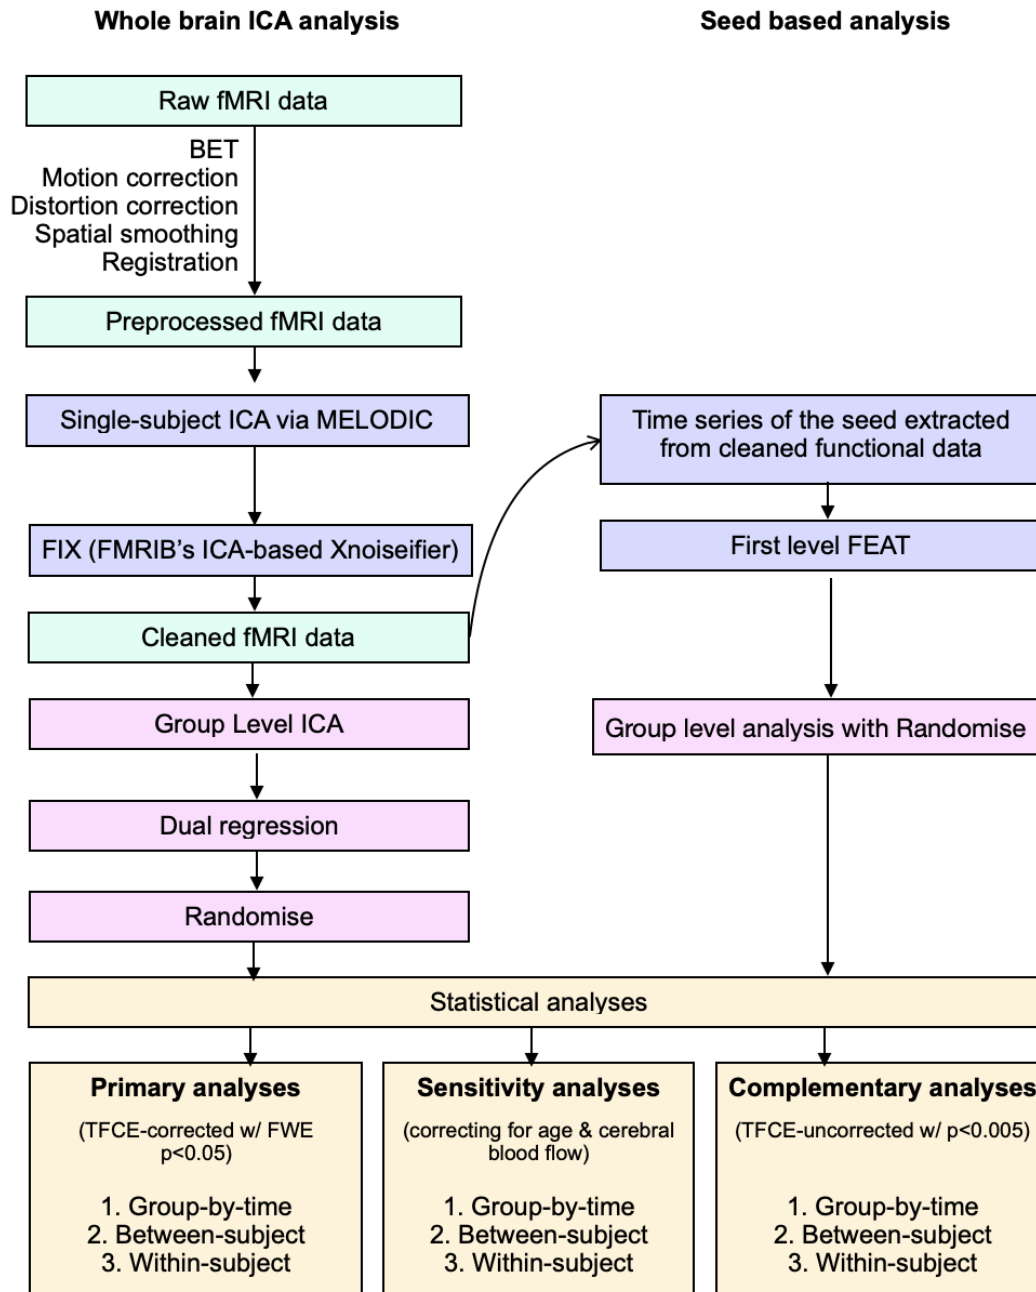 Whole brain ICA analysis
Seed based analysis
Raw fMRI data
BET
Motion correction
Distortion correction
Spatial smoothing
Registration
Preprocessed fMRI data
Single-subject ICA via MELODIC
Time series of the seed extracted
from cleaned functional data
FIX (FMRIB's ICA-based Xnoiseifier)
First level FEAT
Cleaned fMRI data
Group Level ICA
Group level analysis with Randomise
Dual regression
Randomise
Statistical analyses
Primary analyses
(TFCE-corrected w/ FWE
p<0.05)
1. Group-by-time
2. Between-subject
3. Within-subject
Sensitivity analyses
(correcting for age & cerebral
blood flow)
1. Group-by-time
2. Between-subject
3. Within-subject
Complementary analyses
(TFCE-uncorrected w/ p<0.005)
1. Group-by-time
2. Between-subject
3. Within-subject